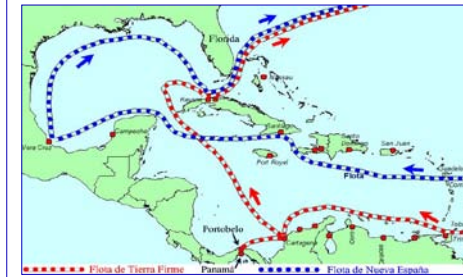 Florida
Nassau
Campeche
Santiago
Santo
Domingo
San Juan
Vera Cruz
Port Royal
Flota
Portobelo
Cartagena
Flota de Tierra Firme
Panamá
Flota de Nueva España